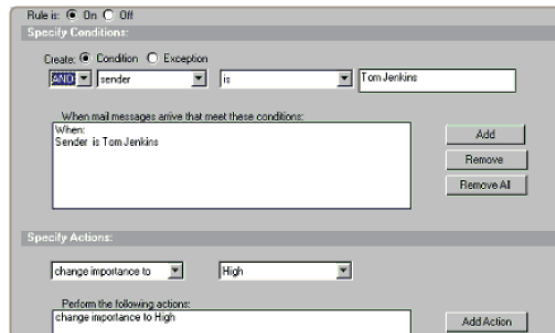 Rule is: On Off
Specify Conditions:
Create: Condition Exception
AND sender is Tom Jenkins
When mail messages arrive that meet these conditions:
When:
Sender is Tom Jenkins
Add
Remove
Remove All
Specify Actions:
change importance to High
Perform the following actions:
change importance to High
Add Action